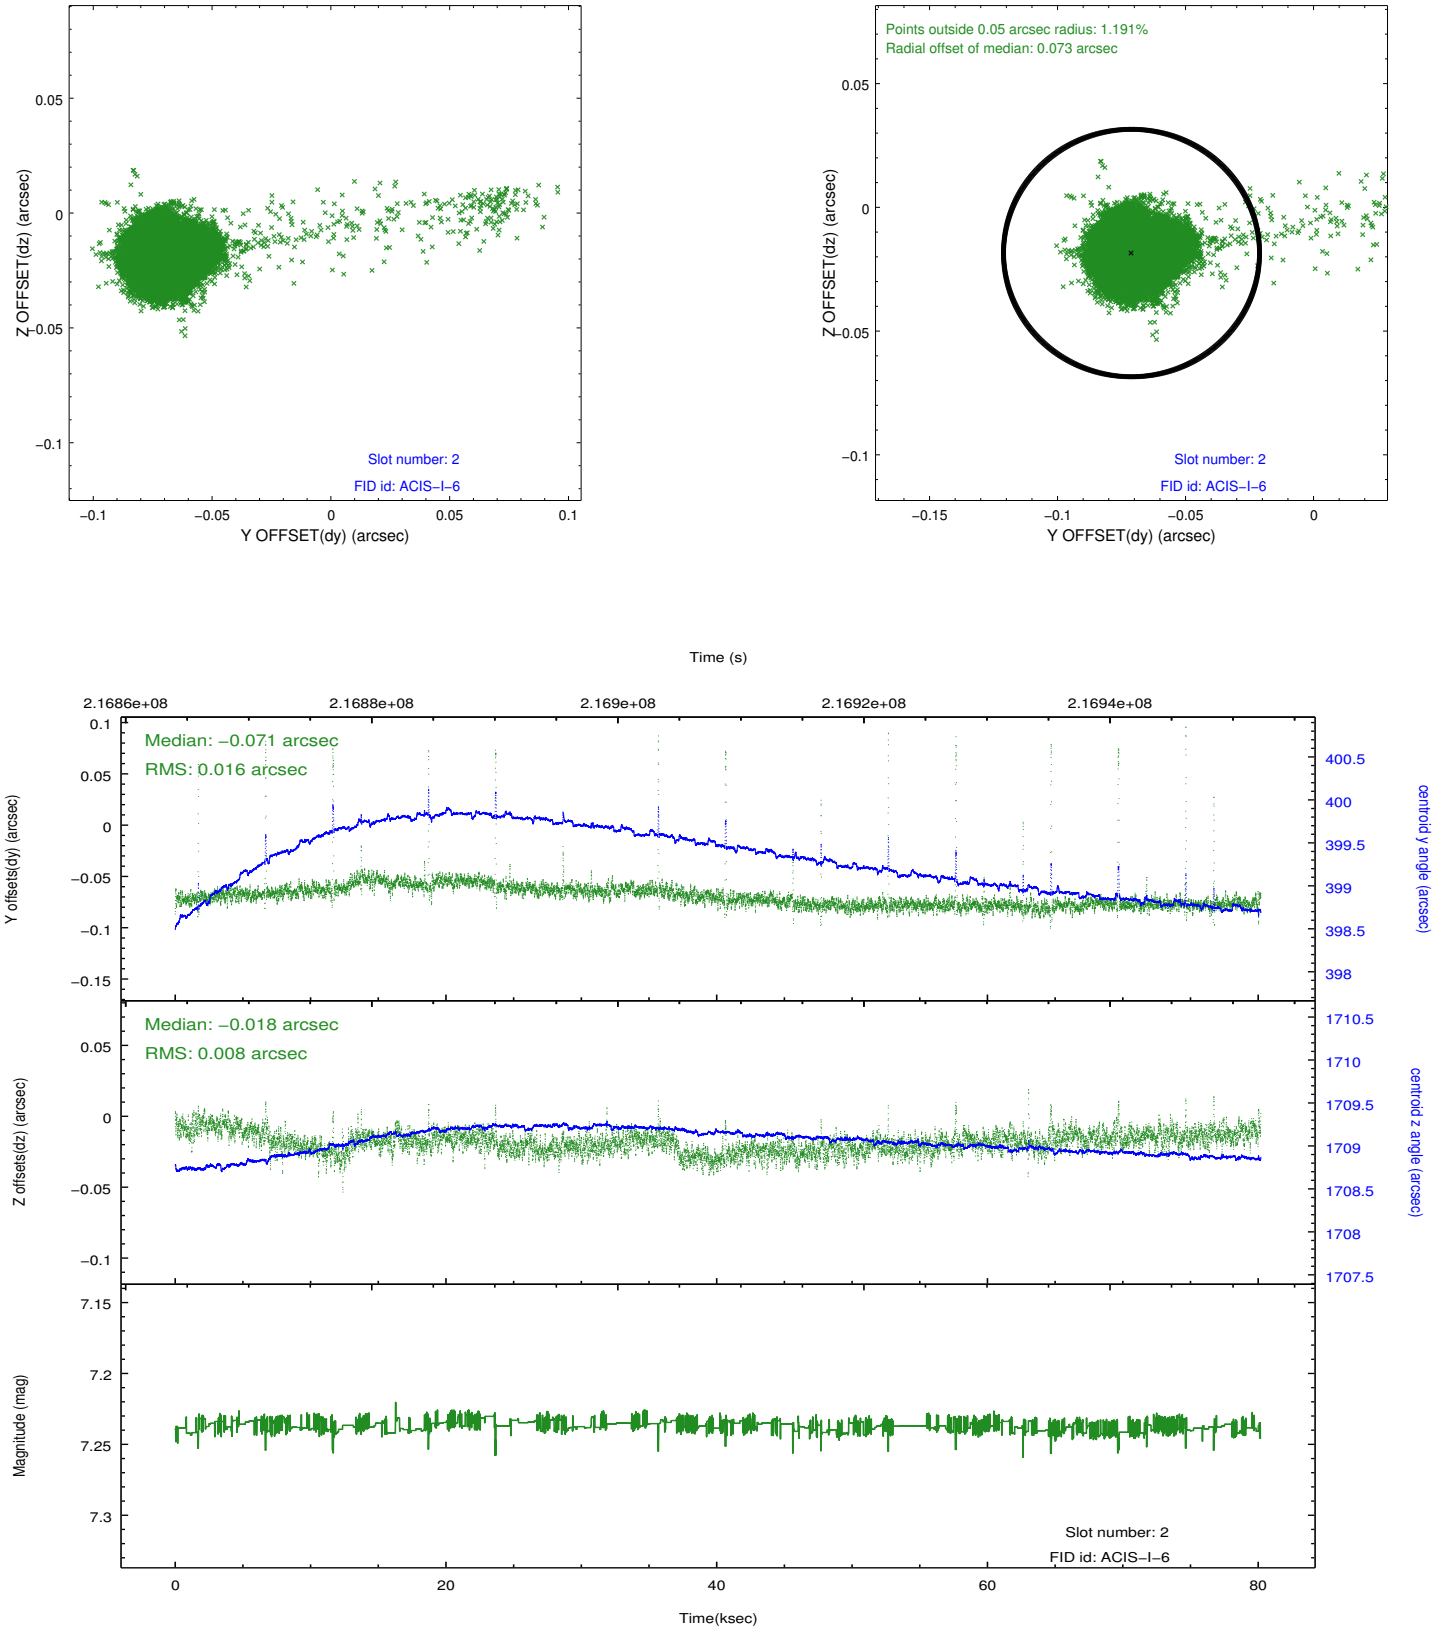 0.05
0
−0.05
−0.1
Z OFFSET(dz) (arcsec)
Slot number: 2
FID id: ACIS−I−6
−0.1
−0.05
0
0.05
0.1
Y OFFSET(dy) (arcsec)
Points outside 0.05 arcsec radius: 1.191%
Radial offset of median: 0.073 arcsec
0.05
0
−0.05
−0.1
Z OFFSET(dz) (arcsec)
Slot number: 2
FID id: ACIS−I−6
−0.15
−0.1
−0.05
0
Y OFFSET(dy) (arcsec)
Time (s)
2.1686e+08
2.1688e+08
2.169e+08
2.1692e+08
2.1694e+08
0.1
0.05
0
−0.05
−0.1
−0.15
Y offsets(dy) (arcsec)
Median: −0.071 arcsec
RMS: 0.016 arcsec
400.5
400
399.5
399
398.5
398
centroid y angle (arcsec)
0.05
0
−0.05
−0.1
Z offsets(dz) (arcsec)
Median: −0.018 arcsec
RMS: 0.008 arcsec
1710.5
1710
1709.5
1709
1708.5
1708
1707.5
centroid z angle (arcsec)
7.15
7.2
7.25
7.3
Magnitude (mag)
Slot number: 2
FID id: ACIS−I−6
0
20
40
60
80
Time(ksec)